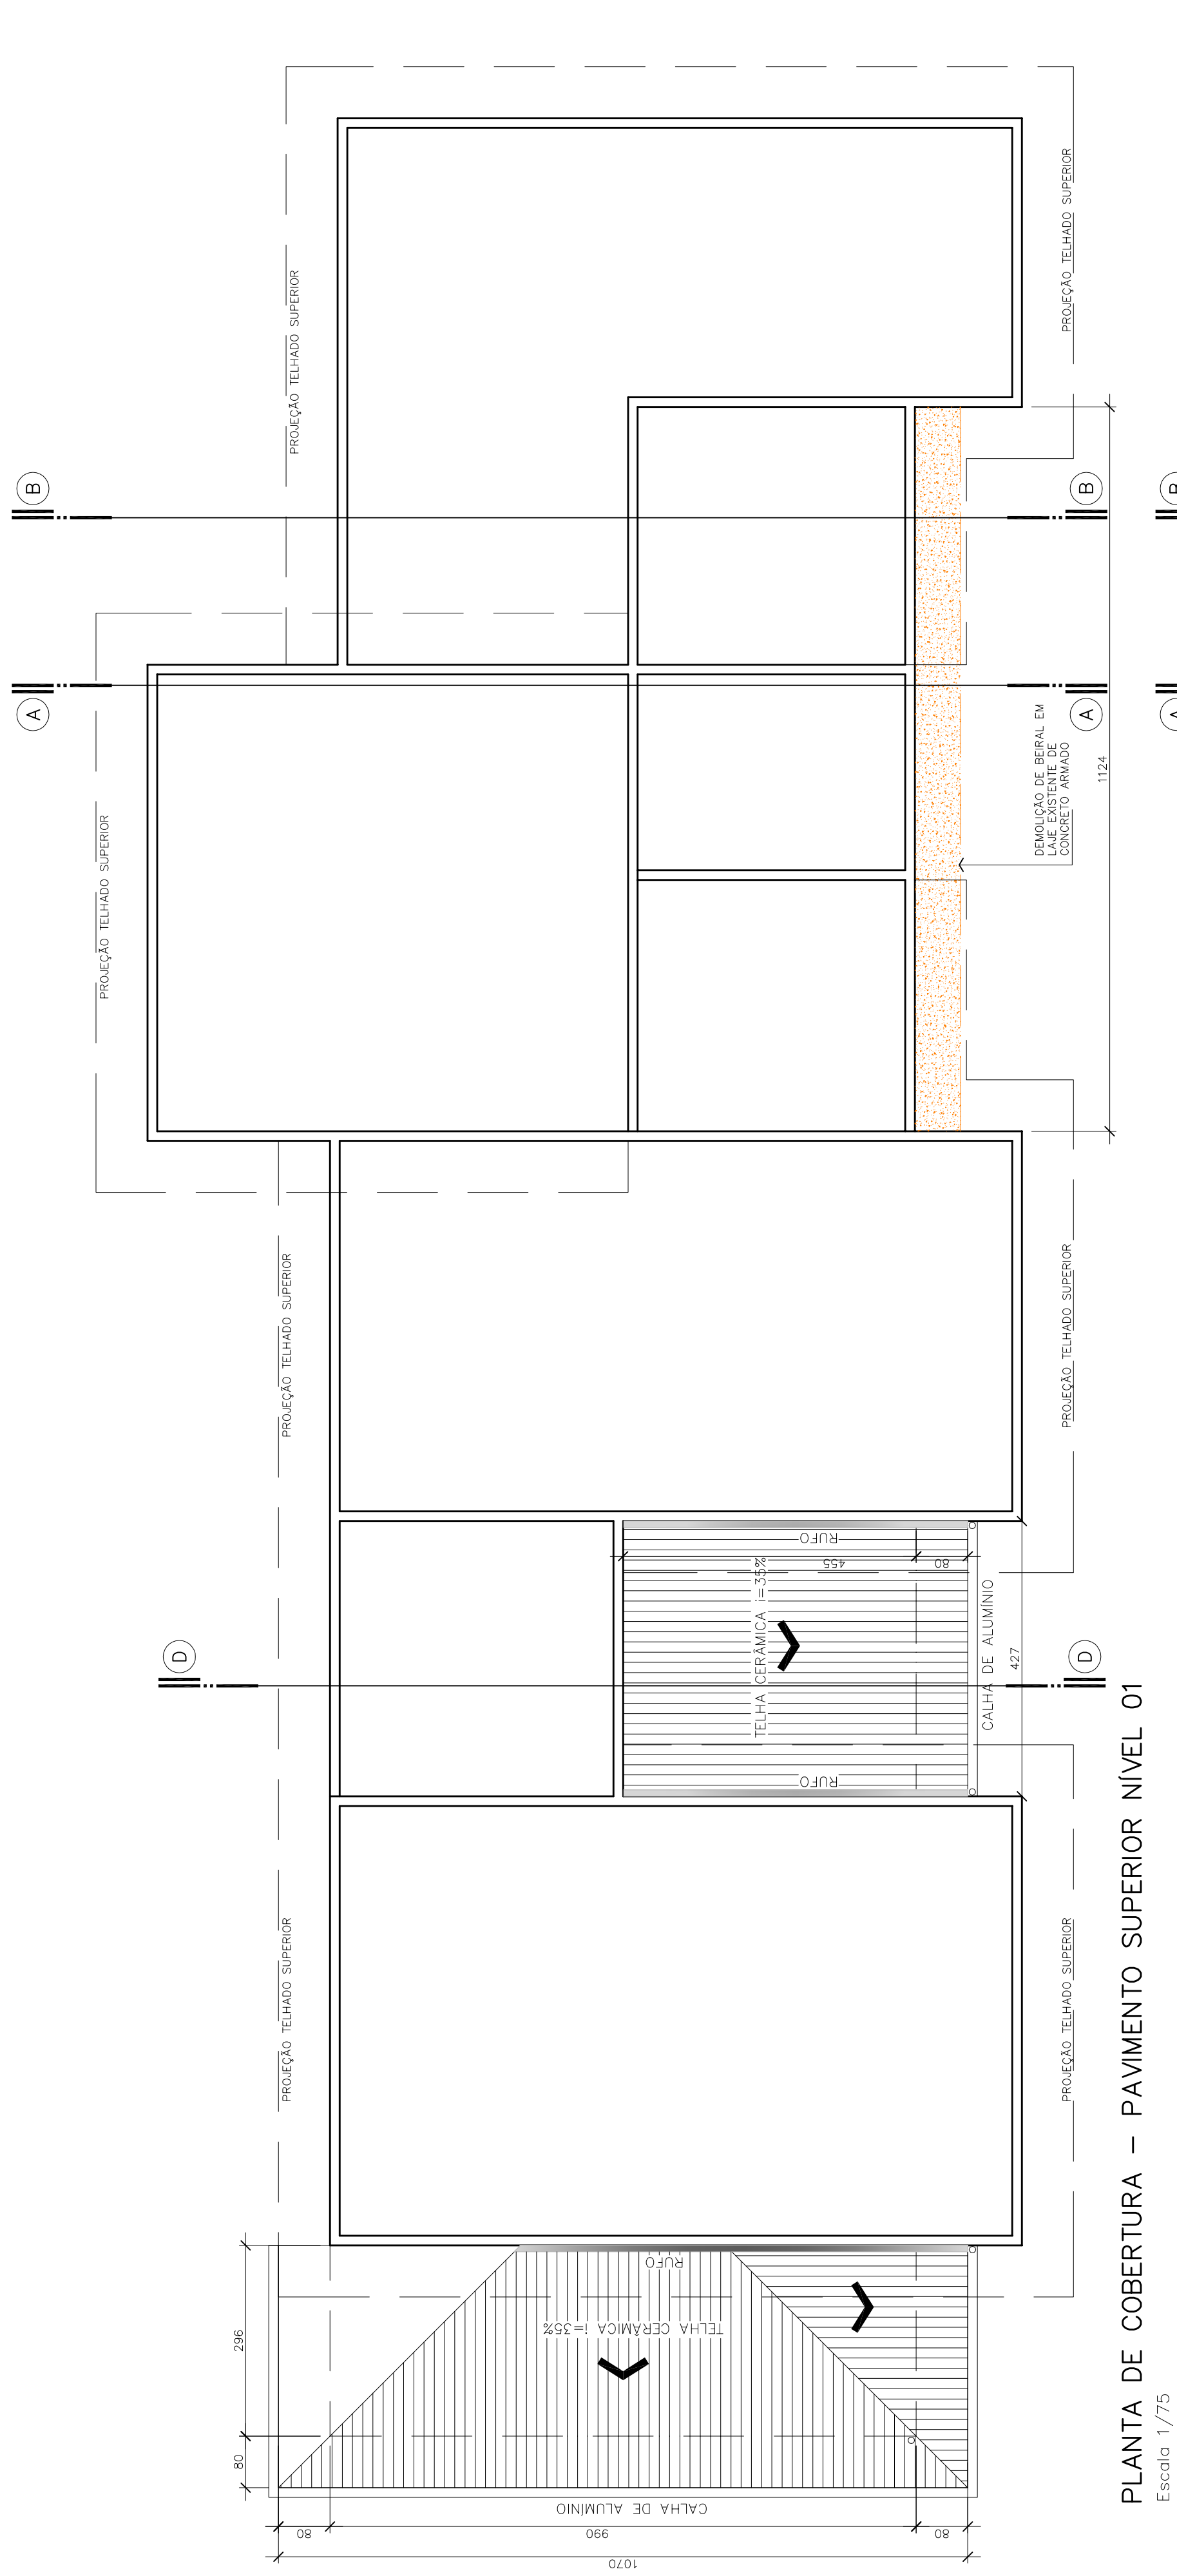 B
A
PROJEÇÃO TELHADO SUPERIOR
PROJEÇÃO TELHADO SUPERIOR
PROJEÇÃO TELHADO SUPERIOR
B
A
DEMOLIÇÃO DE BEIRAL EM
LAJE EXISTENTE DE
CONCRETO ARMADO
1124
B
A
PROJEÇÃO TELHADO SUPERIOR
PROJEÇÃO TELHADO SUPERIOR
D
RUFO
455
80
TELHA CERÂMICA i=35%
RUFO
CALHA DE ALUMÍNIO
427
D
PROJEÇÃO TELHADO SUPERIOR
PROJEÇÃO TELHADO SUPERIOR
296
80
RUFO
TELHA CERÂMICA i=35%
CALHA DE ALUMÍNIO
80
990
80
1070
PLANTA DE COBERTURA – PAVIMENTO SUPERIOR NÍVEL 01
Escala 1/75